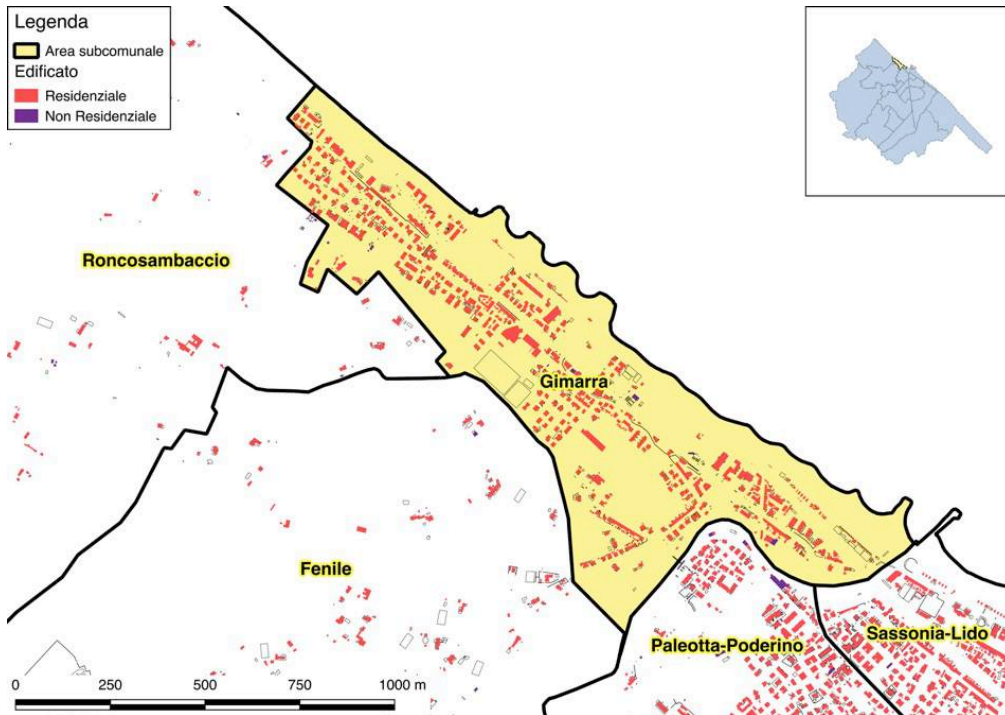 Legenda
Area subcomunale
Edificato
Residenziale
Non Residenziale
Roncosambaccio
Gimarra
Fenile
Paleotta-Poderino
Sassonia-Lido
0 250 500 750 1000 m